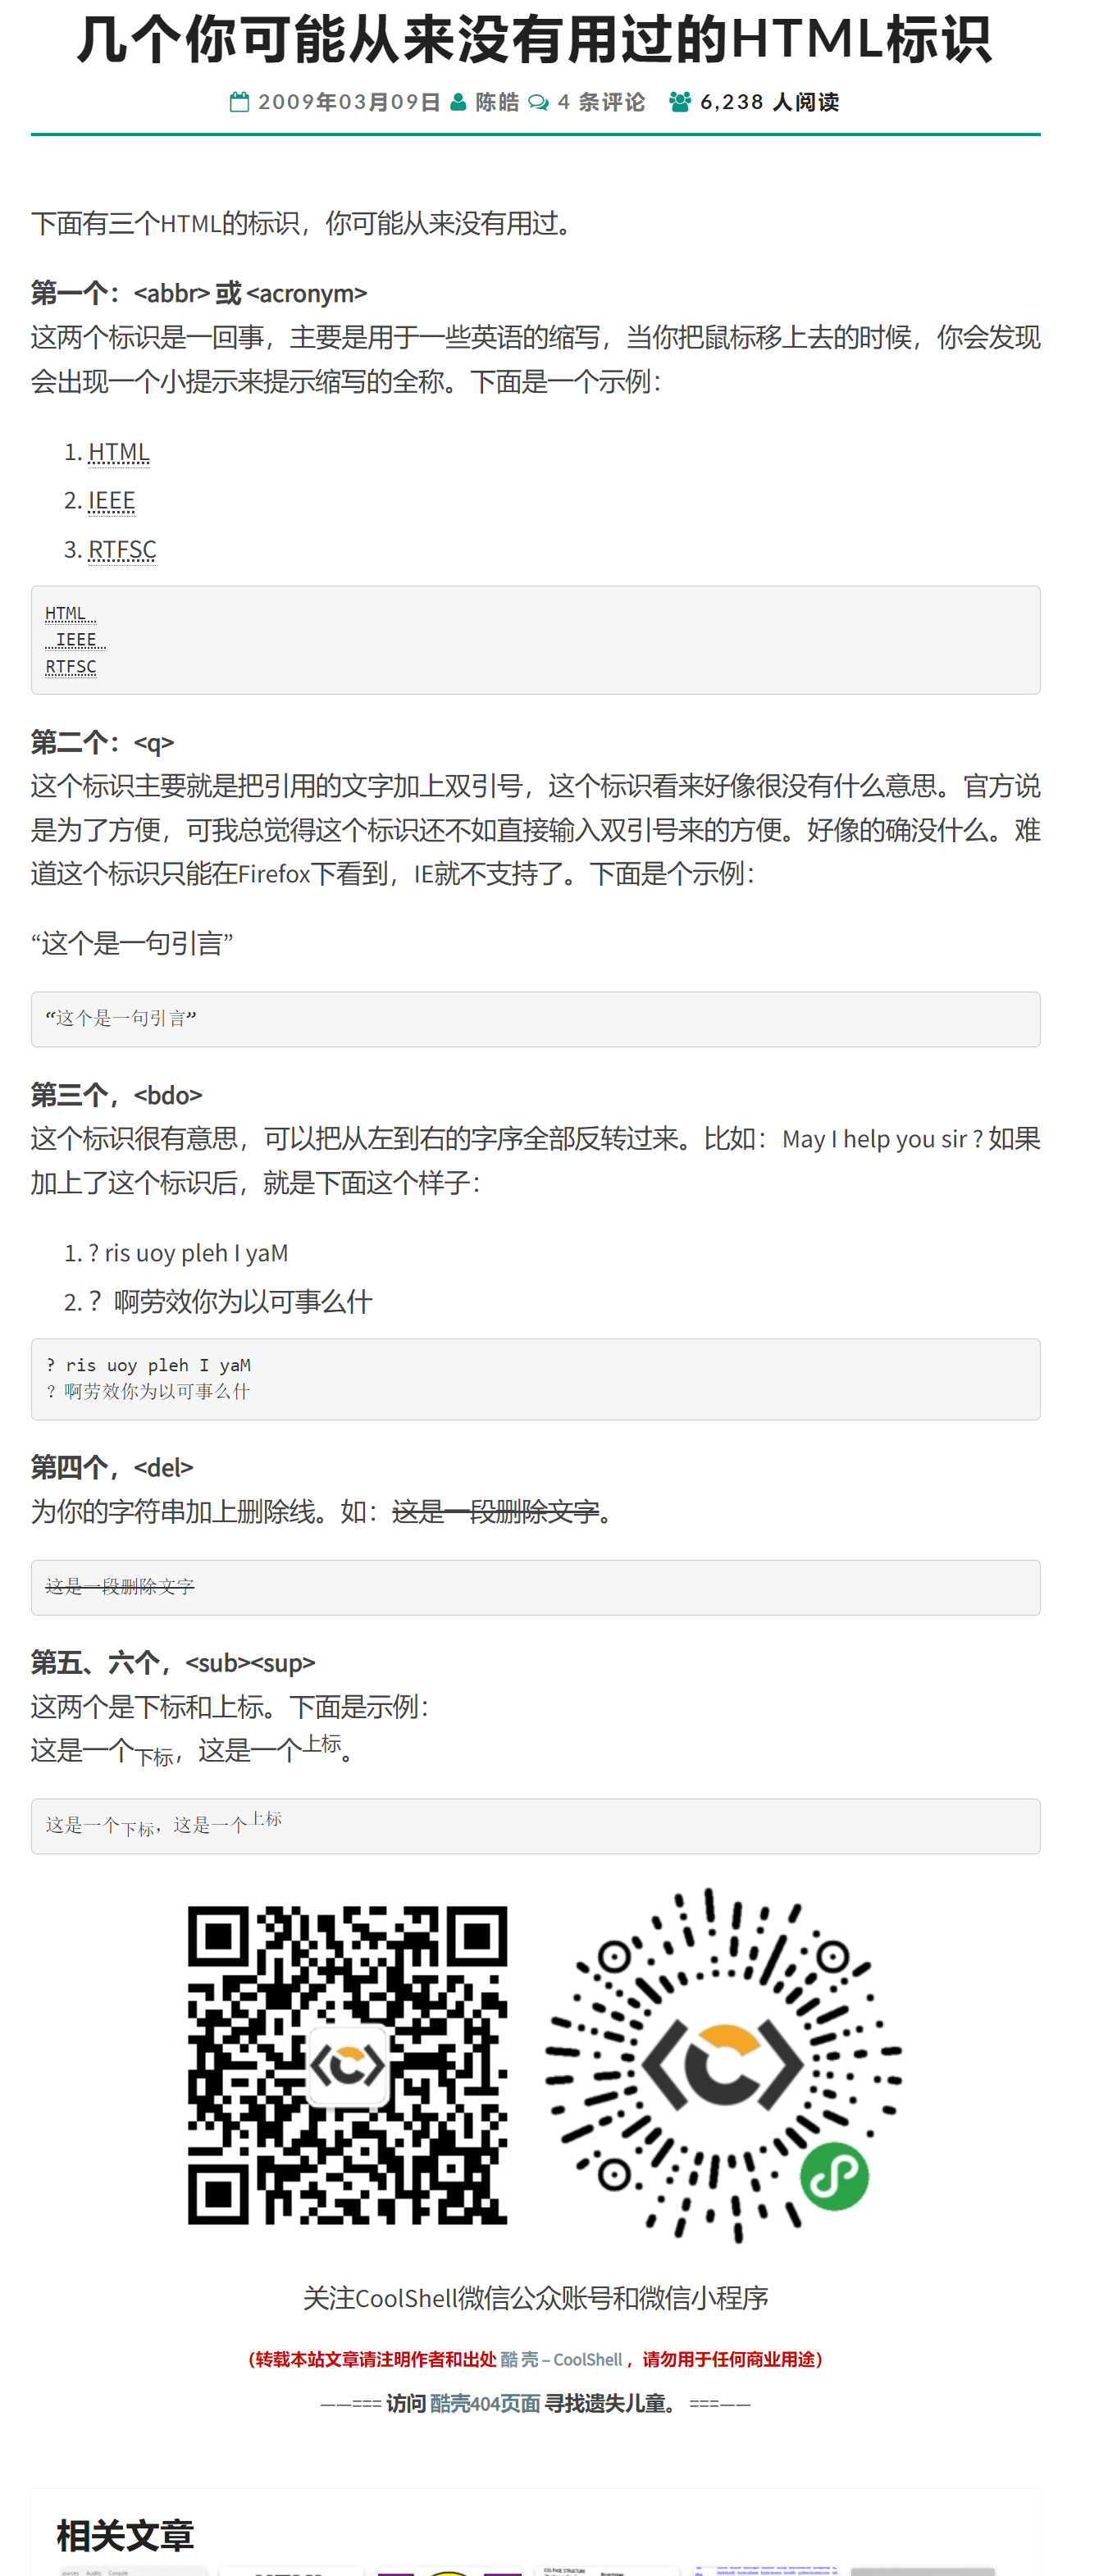 几个你可能从来没有用过的HTML标识
2009年03月09日 陈皓 4 条评论 6,238 人阅读
下面有三个HTML的标识，你可能从来没有用过。
第一个：<abbr> 或 <acronym>
这两个标识是一回事，主要是用于一些英语的缩写，当你把鼠标移上去的时候，你会发现
会出现一个小提示来提示缩写的全称。下面是一个示例：
1. HTML
2. IEEE
3. RTFSC
HTML
IEEE
RTFSC
第二个：<q>
这个标识主要就是把引用的文字加上双引号，这个标识看来好像很没有什么意思。官方说
是为了方便，可我总觉得这个标识还不如直接输入双引号来的方便。好像的确没什么。难
道这个标识只能在Firefox下看到，IE就不支持了。下面是个示例：
“这个是一句引言”
“这个是一句引言”
第三个，<bdo>
这个标识很有意思，可以把从左到右的字序全部反转过来。比如：May I help you sir ? 如果
加上了这个标识后，就是下面这个样子：
1. ? ris uoy pleh I yaM
2. ？啊劳效你为以可事么什
? ris uoy pleh I yaM
？啊劳效你为以可事么什
第四个，<del>
为你的字符串加上删除线。如：这是一段删除文字。
这是一段删除文字
第五、六个，<sub><sup>
这两个是下标和上标。下面是示例：
这是一个下标，这是一个上标。
这是一个下标，这是一个上标
关注CoolShell微信公众账号和微信小程序
（转载本站文章请注明作者和出处 酷 壳 – CoolShell ，请勿用于任何商业用途）
——=== 访问 酷壳404页面 寻找遗失儿童。 ===——
相关文章